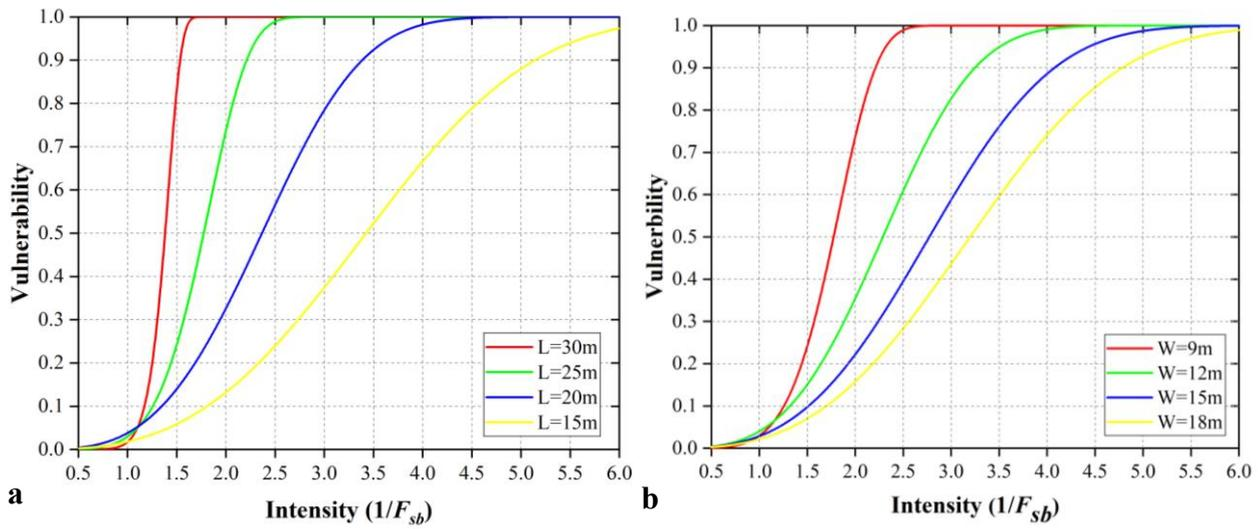 1.0
0.9
0.8
0.7
0.6
0.5
0.4
0.3
0.2
0.1
0.0
Vulnerability
L=30m
L=25m
L=20m
L=15m
0.5 1.0 1.5 2.0 2.5 3.0 3.5 4.0 4.5 5.0 5.5 6.0
Intensity (1/F_sb)
a
1.0
0.9
0.8
0.7
0.6
0.5
0.4
0.3
0.2
0.1
0.0
Vulnerbility
W=9m
W=12m
W=15m
W=18m
0.5 1.0 1.5 2.0 2.5 3.0 3.5 4.0 4.5 5.0 5.5 6.0
Intensity (1/F_sb)
b